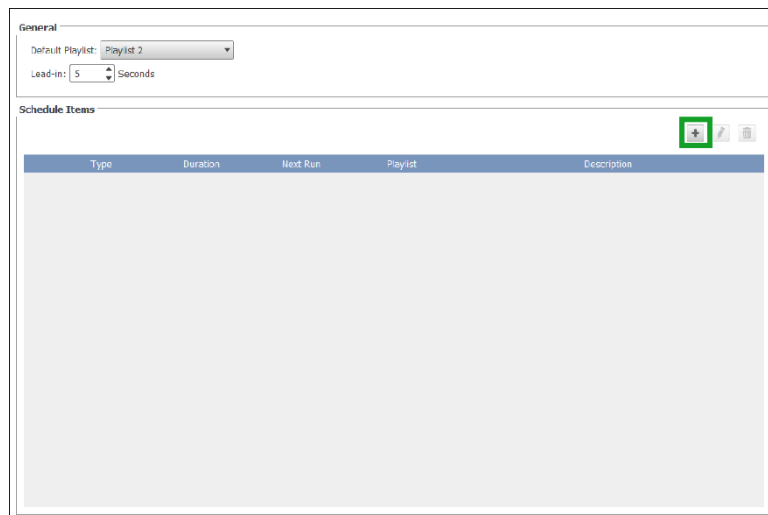 General
Default Playlist: Playlist 2
Lead-in: 5 Seconds
Schedule Items
Type Duration Next Run Playlist Description